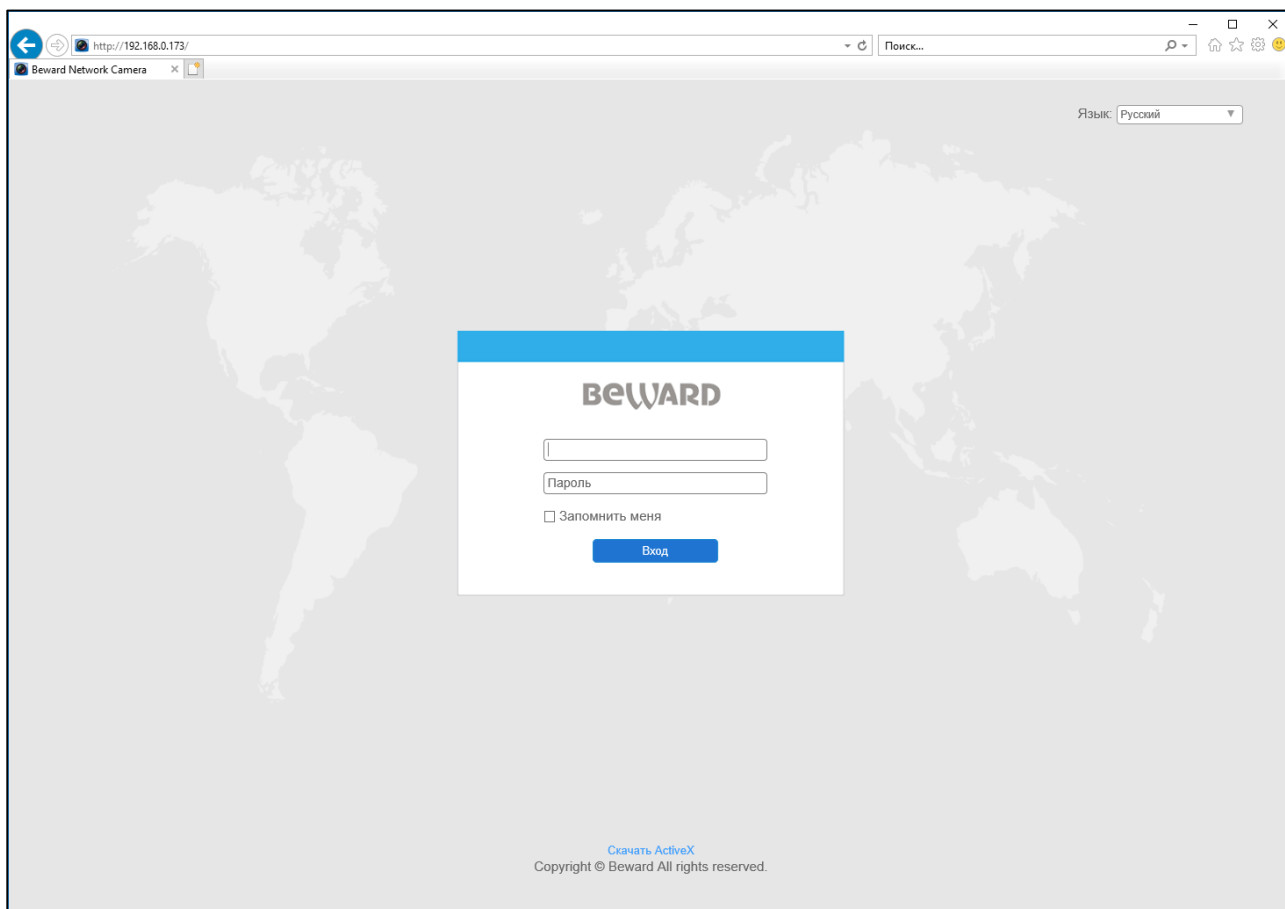 http://192.168.0.173/
Поиск...
Beward Network Camera
Язык: Русский
BEWARD
Пароль
Запомнить меня
Вход
Скачать ActiveX
Copyright © Beward All rights reserved.